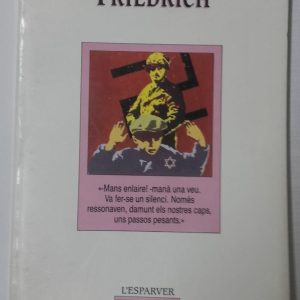 FRIEDRICH
«-Mans enlaire! -manà una veu.
Va fer-se un silenci. Només
ressonaven, damunt els nostres caps,
uns passos pesants.»
L'ESPARVER